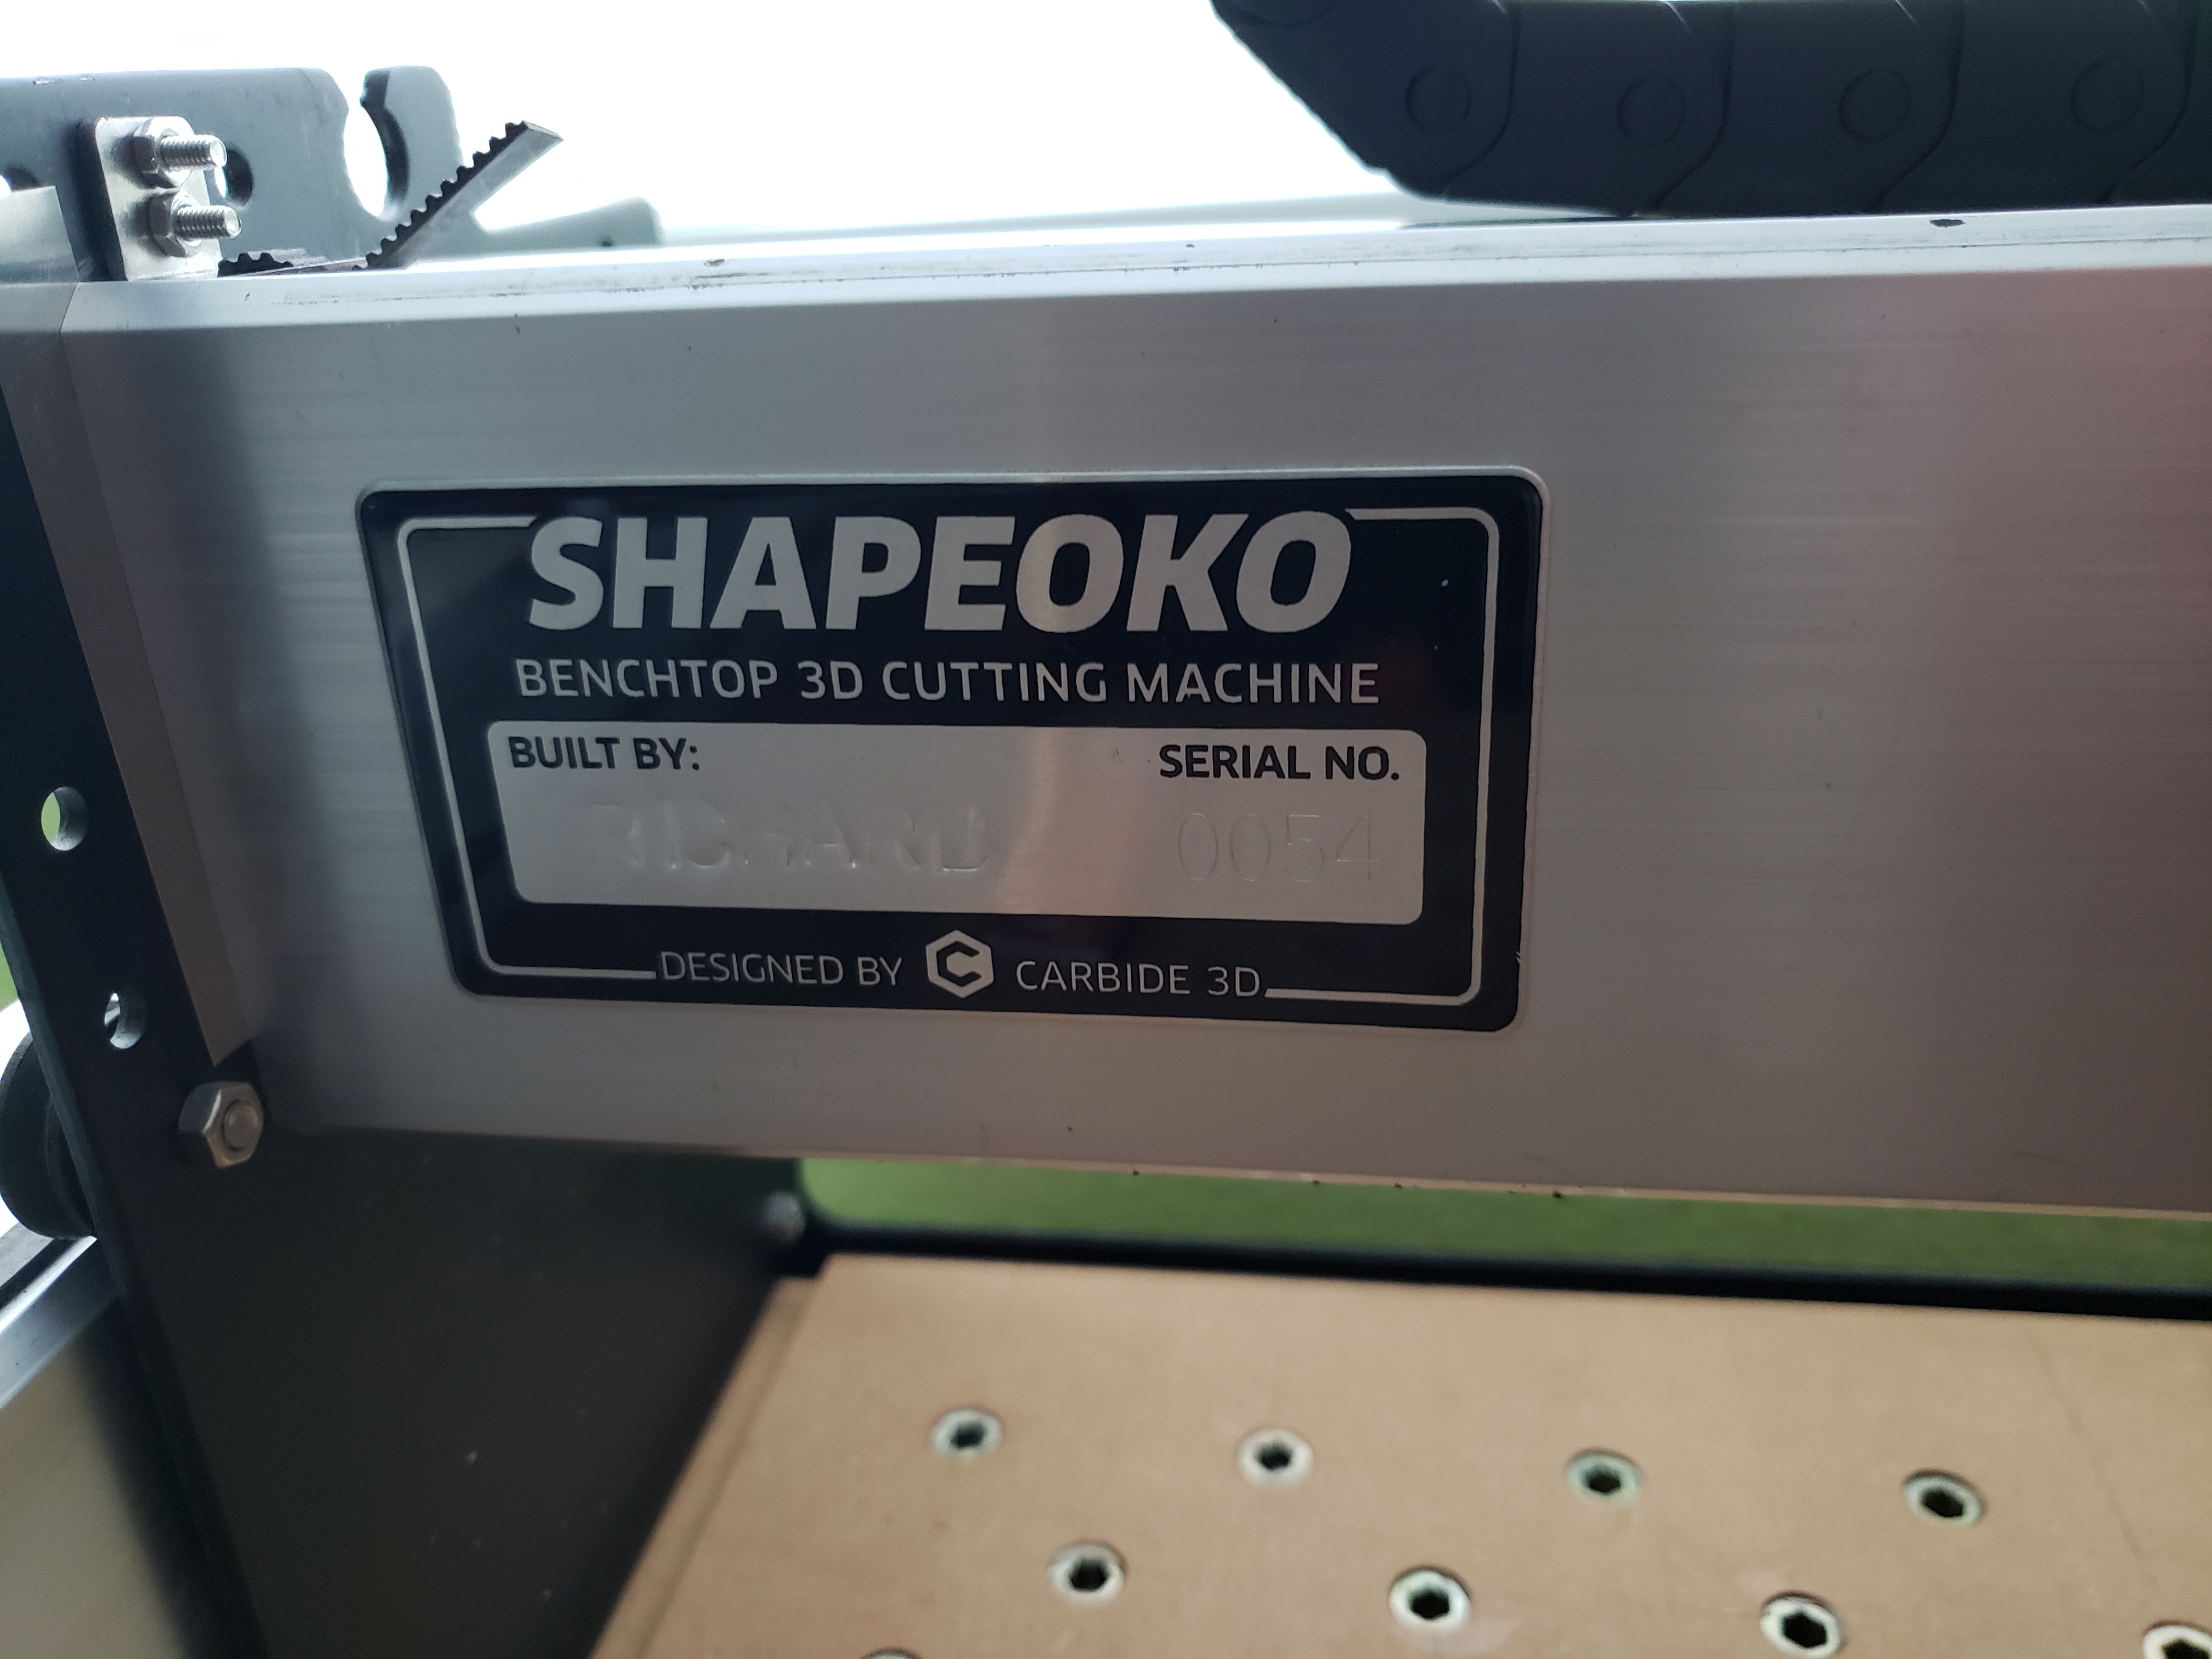 SHAPEOKO
BENCHTOP 3D CUTTING MACHINE
BUILT BY: SERIAL NO.
RICHARD 0054
DESIGNED BY C CARBIDE 3D